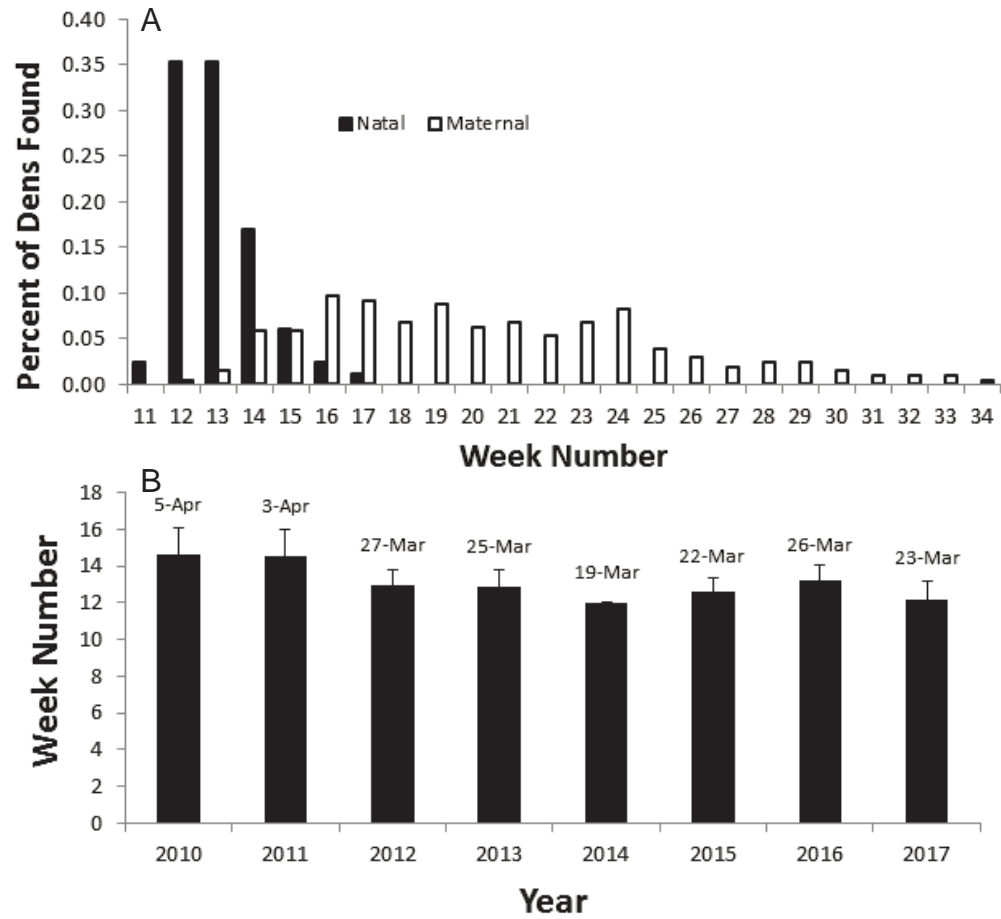 A
0.40
0.35
0.30
0.25
0.20
0.15
0.10
0.05
0.00
Percent of Dens Found
Natal Maternal
11 12 13 14 15 16 17 18 19 20 21 22 23 24 25 26 27 28 29 30 31 32 33 34
Week Number
B
18
16
14
12
10
8
6
4
2
0
Week Number
5-Apr 3-Apr 27-Mar 25-Mar 19-Mar 22-Mar 26-Mar 23-Mar
2010 2011 2012 2013 2014 2015 2016 2017
Year